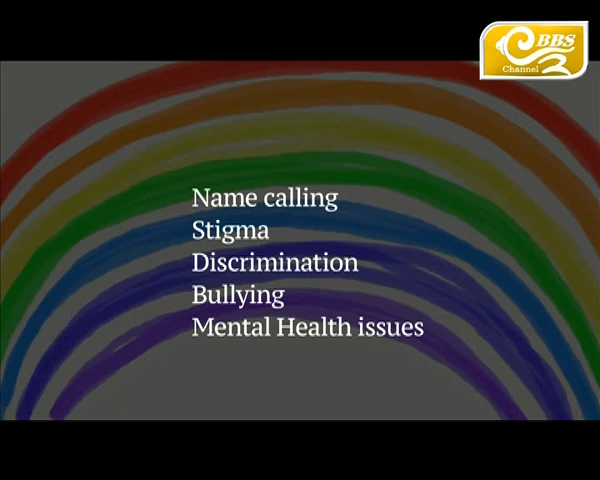 BBS
Channel 2
Name calling
Stigma
Discrimination
Bullying
Mental Health issues